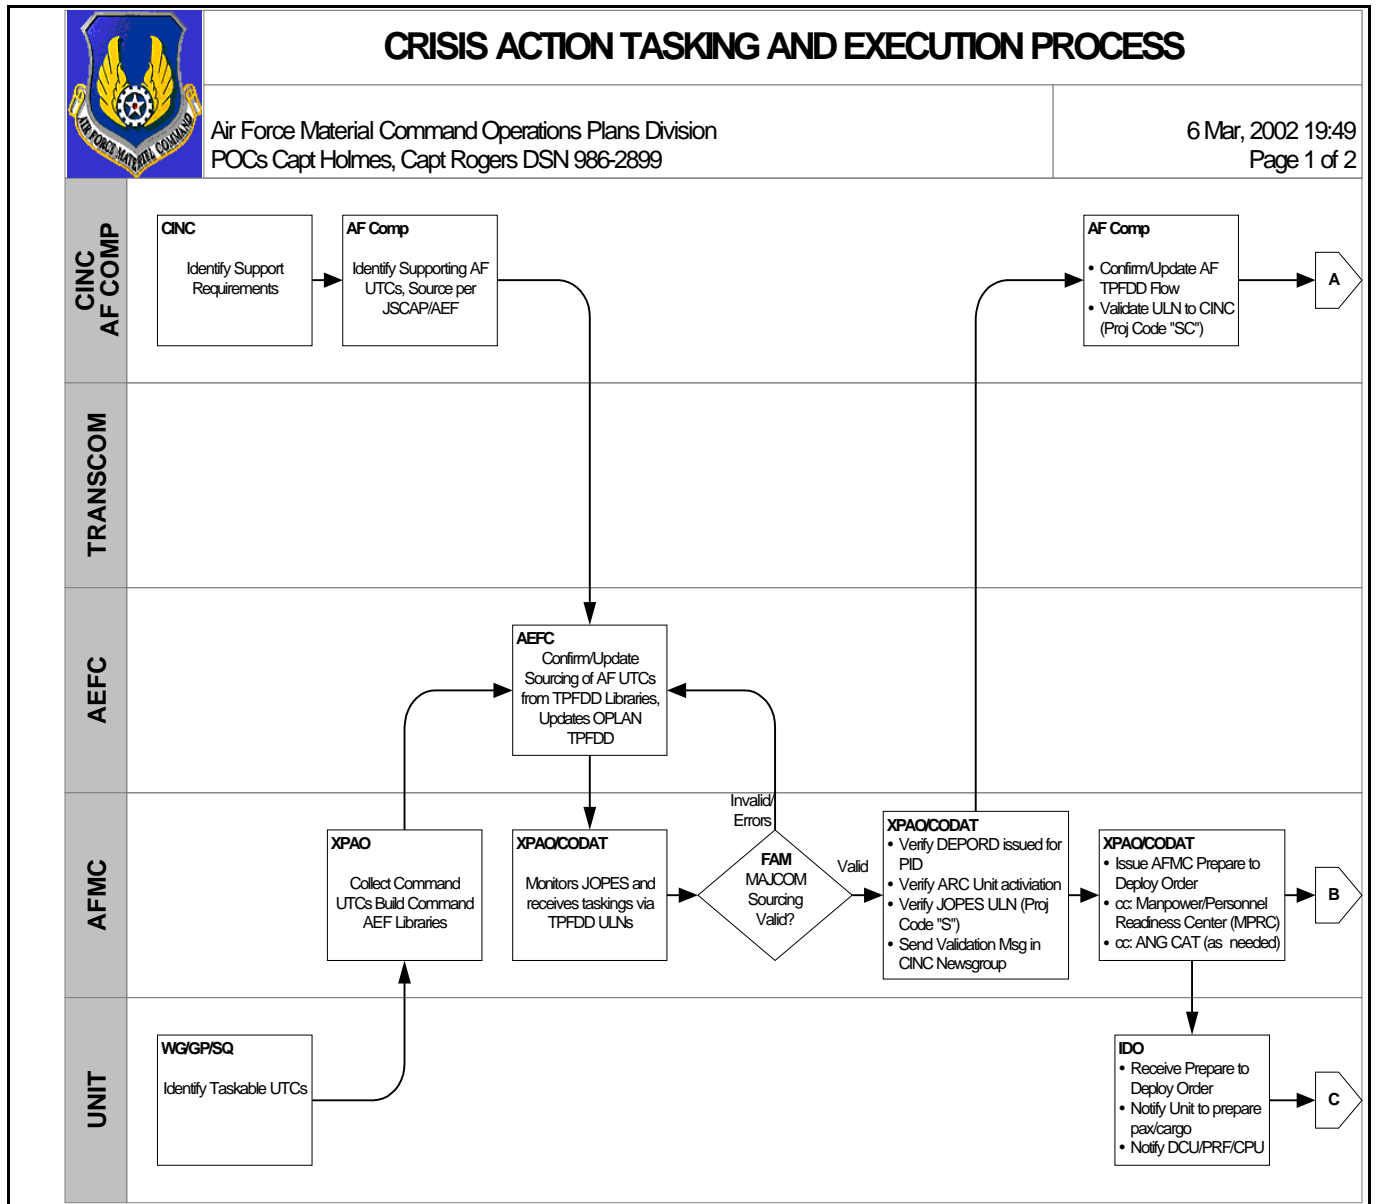 CRISIS ACTION TASKING AND EXECUTION PROCESS
AIR FORCE MATERIEL COMMAND
Air Force Material Command Operations Plans Division
POCs Capt Holmes, Capt Rogers DSN 986-2899
6 Mar, 2002 19:49
Page 1 of 2
CINC
AF COMP
CINC
Identify Support
Requirements
AF Comp
Identify Supporting AF
UTCs, Source per
JSCAP/AEF
AF Comp
• Confirm/Update AF
TPFDD Flow
• Validate ULN to CINC
(Proj Code "SC")
A
TRANSCOM
AEFC
AEFC
Confirm/Update
Sourcing of AF UTCs
from TPFDD Libraries,
Updates OPLAN
TPFDD
AFMC
XPAO
Collect Command
UTCs Build Command
AEF Libraries
XPAO/CODAT
Monitors JOPES and
receives taskings via
TPFDD ULNs
Invalid/
Errors
FAM
MAJCOM
Sourcing
Valid?
Valid
XPAO/CODAT
• Verify DEPORD issued for
PID
• Verify ARC Unit activiation
• Verify JOPES ULN (Proj
Code "S")
• Send Validation Msg in
CINC Newsgroup
XPAO/CODAT
• Issue AFMC Prepare to
Deploy Order
• cc: Manpower/Personnel
Readiness Center (MPRC)
• cc: ANG CAT (as needed)
B
UNIT
WG/GP/SQ
Identify Taskable UTCs
IDO
• Receive Prepare to
Deploy Order
• Notify Unit to prepare
pax/cargo
• Notify DCU/PRF/CPU
C